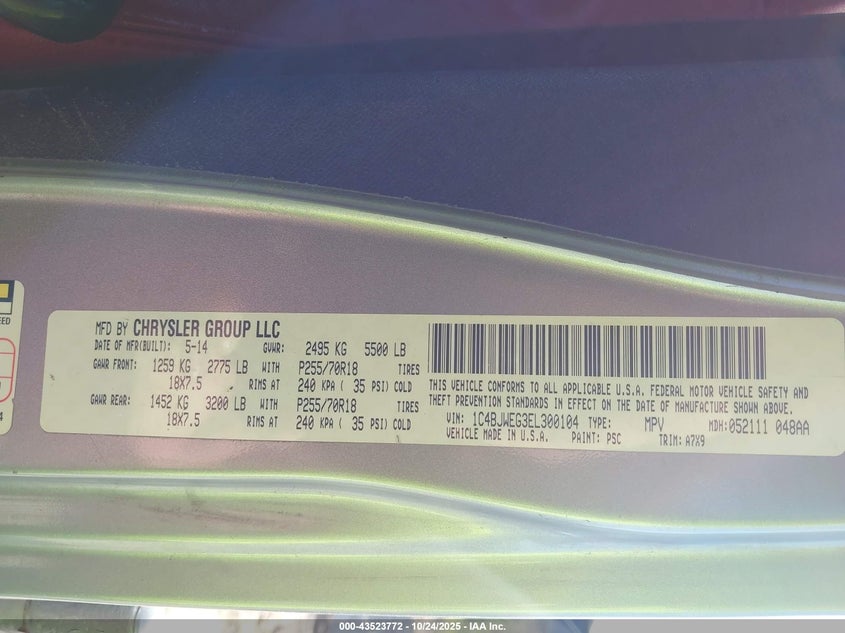 EED
4
MFD BY CHRYSLER GROUP LLC
DATE OF MFR(BUILT): 5-14 GVWR: 2495 KG 5500 LB
GAWR FRONT: 1259 KG 2775 LB WITH P255/70R18 TIRES
18X7.5 RIMS AT 240 KPA ( 35 PSI) COLD
GAWR REAR: 1452 KG 3200 LB WITH P255/70R18 TIRES
18X7.5 RIMS AT 240 KPA ( 35 PSI) COLD
THIS VEHICLE CONFORMS TO ALL APPLICABLE U.S.A. FEDERAL MOTOR VEHICLE SAFETY AND
THEFT PREVENTION STANDARDS IN EFFECT ON THE DATE OF MANUFACTURE SHOWN ABOVE.
VIN: 1C4BJWEG3EL300104 TYPE: MPV MDH:052111 048AA
VEHICLE MADE IN U.S.A. PAINT: PSC TRIM: A7X9
000-43523772 - 10/24/2025 - IAA Inc.